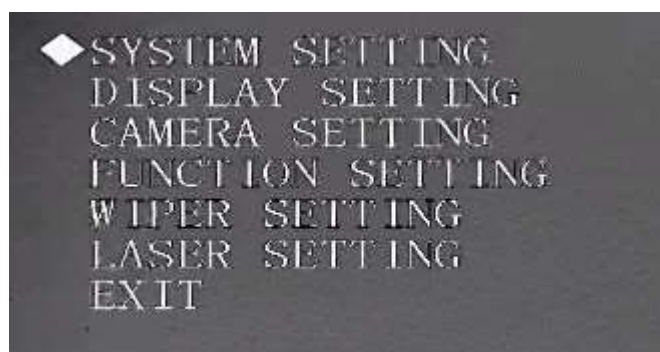 SYSTEM SETTING
DISPLAY SETTING
CAMERA SETTING
FUNCTION SETTING
WIPER SETTING
LASER SETTING
EXIT